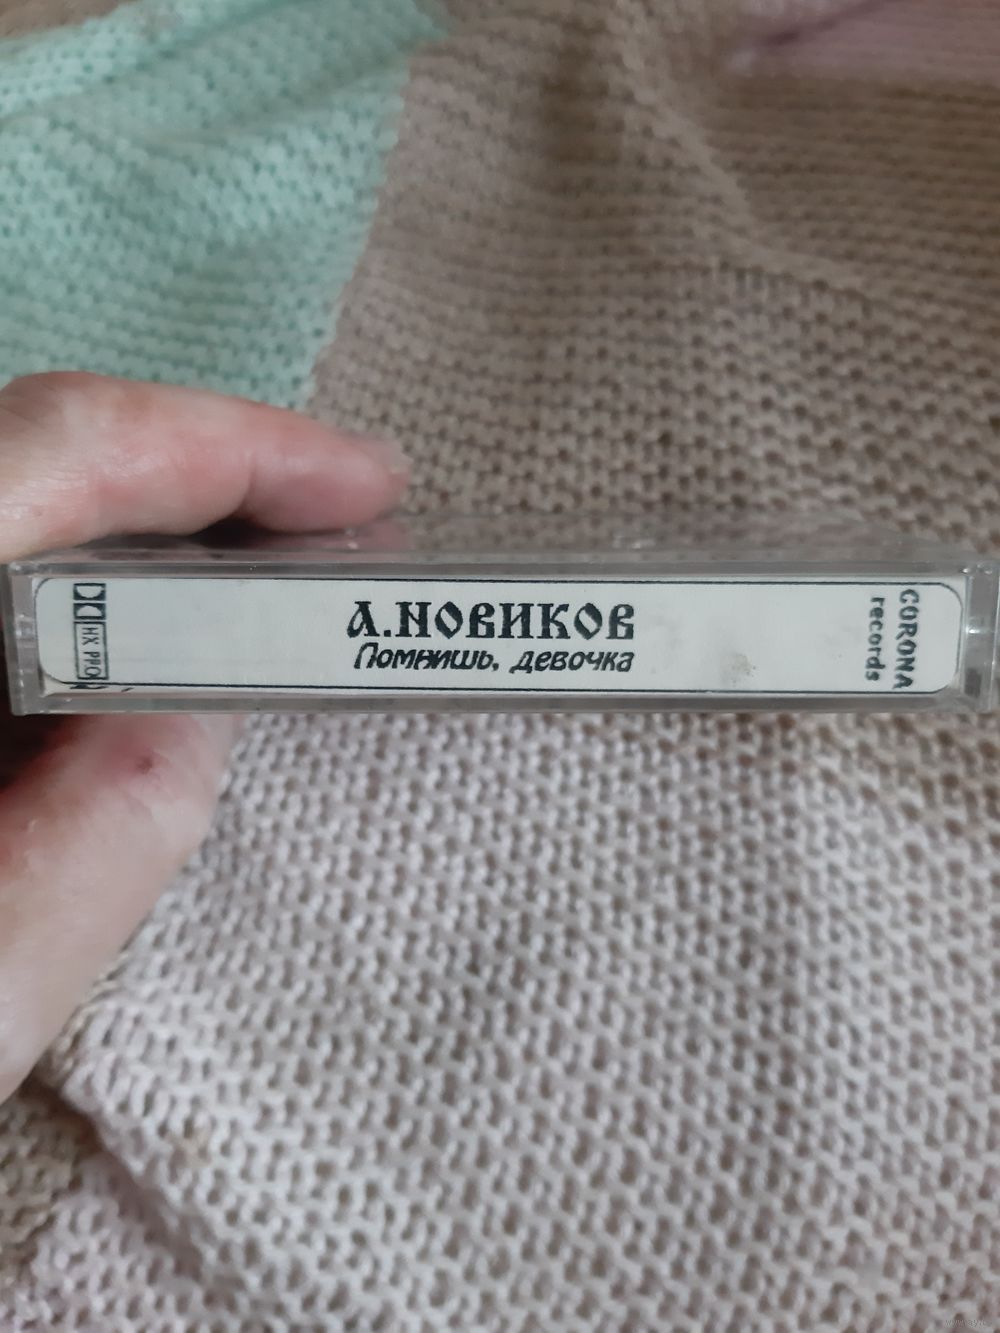 HX PRO
А.НОВИКОВ
Помнишь, девочка
CORONA
records